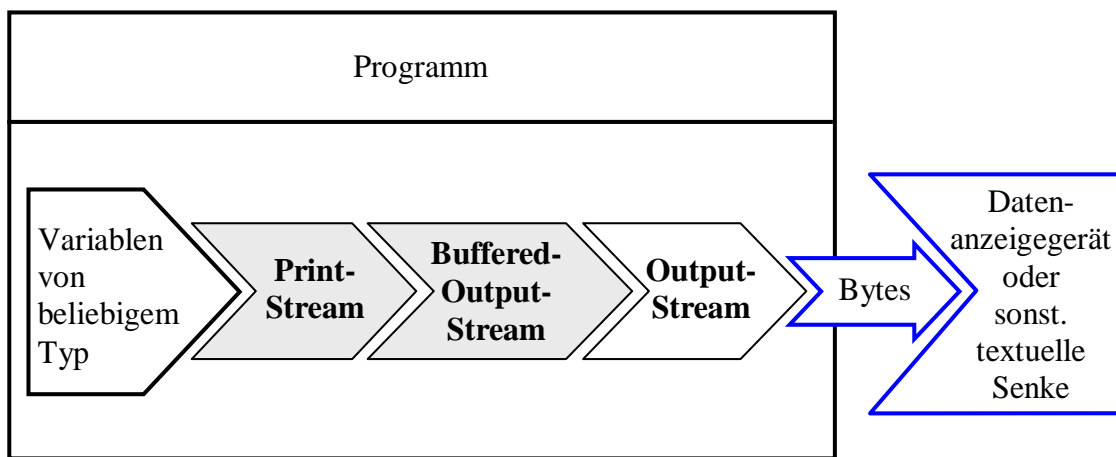 Programm
Variablen
von
beliebigem
Typ
Print-
Stream
Buffered-
Output-
Stream
Output-
Stream
Bytes
Daten-
anzeigegerät
oder
sonst.
textuelle
Senke